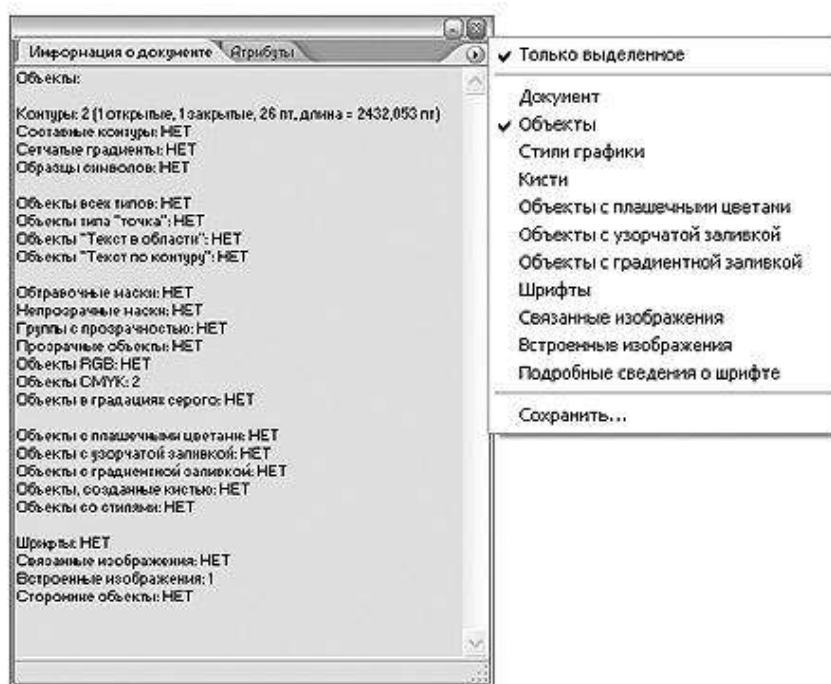 Информация о документе Атрибуты
Объекты:
Контуры: 2 (1 открытые, 1 закрытые, 26 пт, длина = 2432,053 пт)
Составные контуры: НЕТ
Сетчатые градиенты: НЕТ
Образцы символов: НЕТ
Объекты всех типов: НЕТ
Объекты типа "точка": НЕТ
Объекты "Текст в области": НЕТ
Объекты "Текст по контуру": НЕТ
Обтравочные маски: НЕТ
Непрозрачные маски: НЕТ
Группы с прозрачностью: НЕТ
Прозрачные объекты: НЕТ
Объекты RGB: НЕТ
Объекты CMYK: 2
Объекты в градациях серого: НЕТ
Объекты с плашечными цветами: НЕТ
Объекты с узорчатой заливкой: НЕТ
Объекты с градиентной заливкой: НЕТ
Объекты, созданные кистью: НЕТ
Объекты со стилями: НЕТ
Шрифты: НЕТ
Связанные изображения: НЕТ
Встроенные изображения: 1
Сторонние объекты: НЕТ
Только выделенное
Документ
Объекты
Стили графики
Кисти
Объекты с плашечными цветами
Объекты с узорчатой заливкой
Объекты с градиентной заливкой
Шрифты
Связанные изображения
Встроенные изображения
Подробные сведения о шрифте
Сохранить...